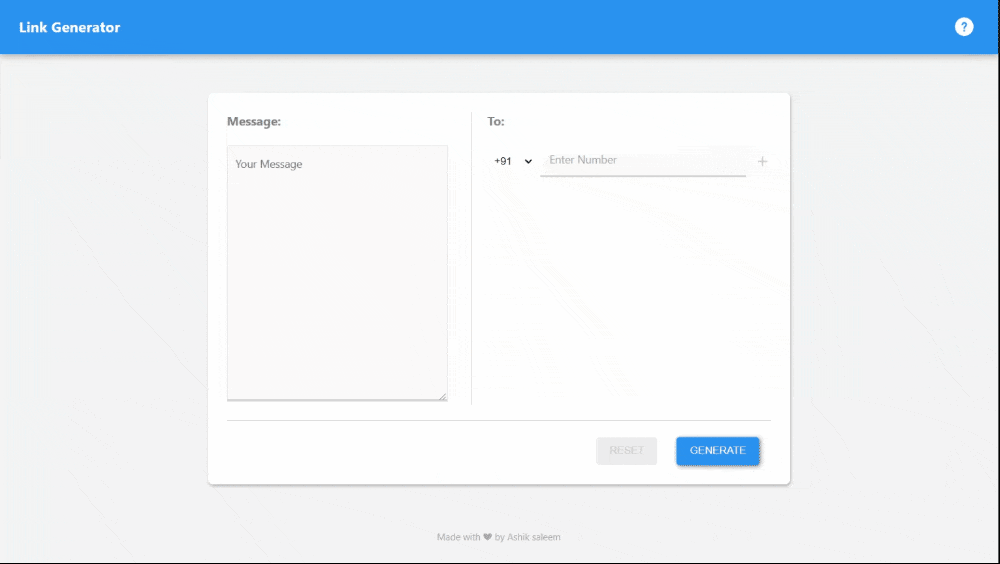 Link Generator
?
Message:
Your Message
To:
+91
Enter Number
+
RESET
GENERATE
Made with ♥ by Ashik saleem